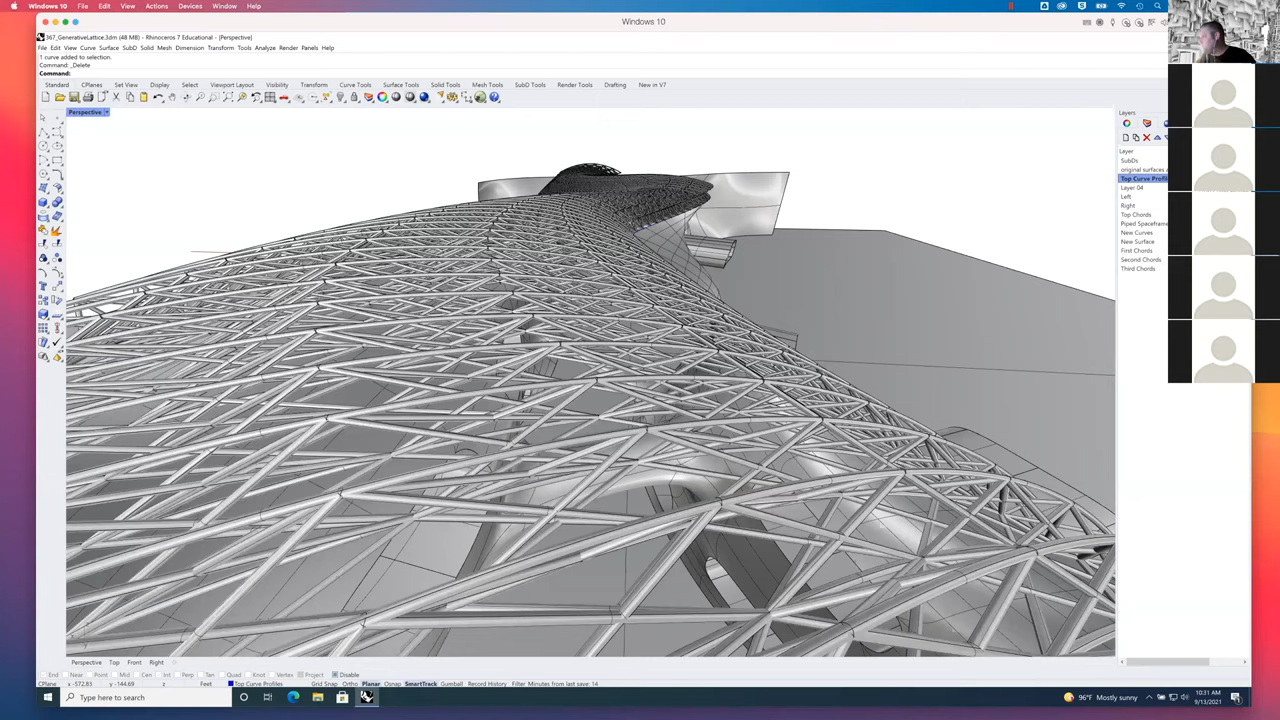 Windows 10 File Edit View Actions Devices Window Help
Windows 10
367_GenerativeLattice.3dm (48 MB) - Rhinoceros 7 Educational - [Perspective]
File Edit View Curve Surface SubD Solid Mesh Dimension Transform Tools Analyze Render Panels Help
1 curve added to selection.
Command: _Delete
Command:
Standard CPlanes Set View Display Select Viewport Layout Visibility Transform Curve Tools Surface Tools Solid Tools Mesh Tools SubD Tools Render Tools Drafting New in V7
Perspective
Layers
Layer
SubDs
original surfaces a
Top Curve Profil
Layer 04
Left
Right
Top Chords
Piped Spacefram
New Curves
New Surface
First Chords
Second Chords
Third Chords
Perspective Top Front Right
End Near Point Mid Cen Int Perp Tan Quad Knot Vertex Project Disable
CPlane x -572.83 y -144.69 z Feet Top Curve Profiles Grid Snap Ortho Planar Osnap SmartTrack Gumball Record History Filter Minutes from last save: 14
Type here to search
96°F Mostly sunny
10:31 AM
9/13/2021